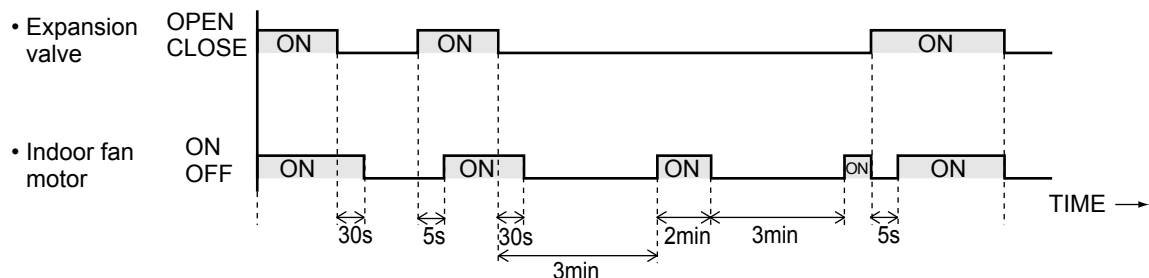 • Expansion valve
OPEN
CLOSE
ON
ON
ON
• Indoor fan motor
ON
OFF
ON
ON
ON
ON
ON
TIME →
30s
5s
30s
2min
3min
5s
3min